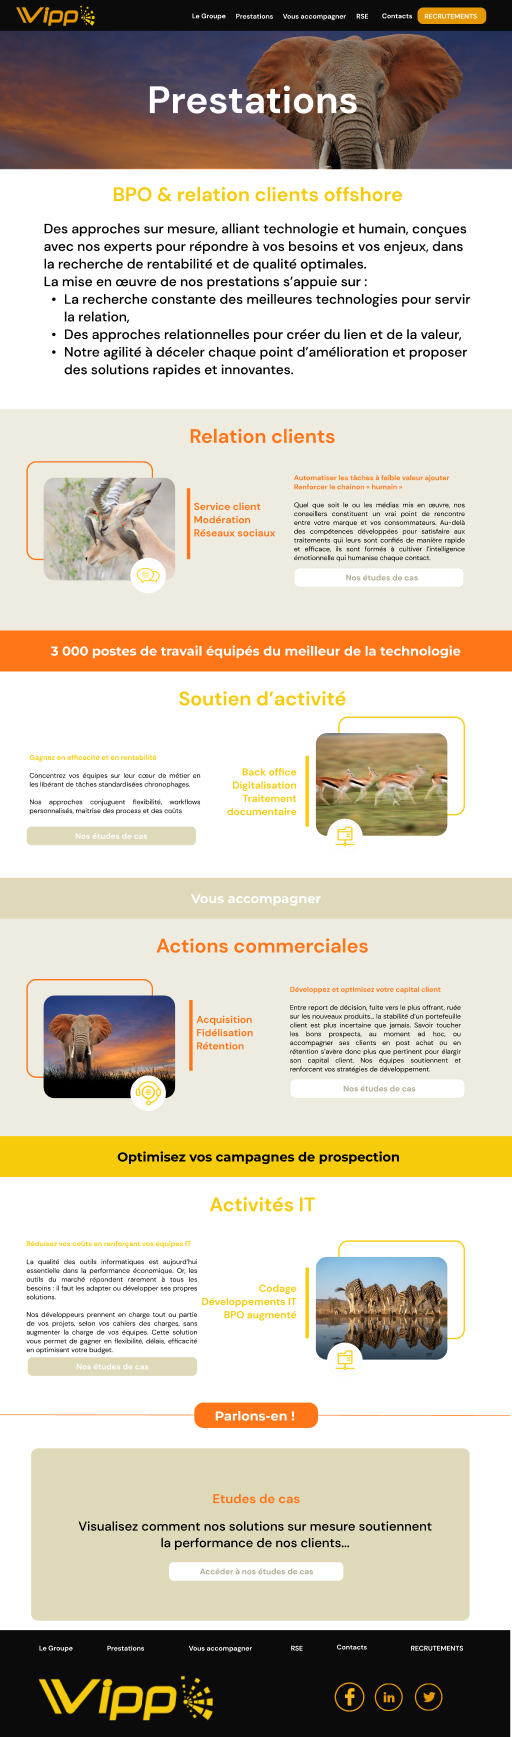 Wipp
Le Groupe Prestations Vous accompagner RSE Contacts RECRUTEMENTS
Prestations
BPO & relation clients offshore
Des approches sur mesure, alliant technologie et humain, conçues
avec nos experts pour répondre à vos besoins et vos enjeux, dans
la recherche de rentabilité et de qualité optimales.
La mise en œuvre de nos prestations s'appuie sur :
• La recherche constante des meilleures technologies pour servir
la relation,
• Des approches relationnelles pour créer du lien et de la valeur,
• Notre agilité à déceler chaque point d'amélioration et proposer
des solutions rapides et innovantes.
Relation clients
Service client
Modération
Réseaux sociaux
Automatiser les tâches à faible valeur ajouter
Renforcer le chainon « humain »
Quel que soit le ou les médias mis en œuvre, nos
conseillers constituent un vrai point de rencontre
entre votre marque et vos consommateurs. Au-delà
des compétences développées pour satisfaire aux
traitements qui leurs sont confiés de manière rapide
et efficace, ils sont formés à cultiver l'intelligence
émotionnelle qui humanise chaque contact.
Nos études de cas
3 000 postes de travail équipés du meilleur de la technologie
Soutien d'activité
Gagnez en efficacité et en rentabilité
Concentrez vos équipes sur leur cœur de métier en
les libérant de tâches standardisées chronophages.
Nos approches conjuguent flexibilité, workflows
personnalisés, maitrise des process et des coûts
Nos études de cas
Back office
Digitalisation
Traitement
documentaire
Vous accompagner
Actions commerciales
Acquisition
Fidélisation
Rétention
Développez et optimisez votre capital client
Entre report de décision, fuite vers le plus offrant, ruée
sur les nouveaux produits... la stabilité d'un portefeuille
client est plus incertaine que jamais. Savoir toucher
les bons prospects, au moment ad hoc, ou
accompagner ses clients en post achat ou en
rétention s'avère donc plus que pertinent pour élargir
son capital client. Nos équipes soutiennent et
renforcent vos stratégies de développement.
Nos études de cas
Optimisez vos campagnes de prospection
Activités IT
Réduisez vos coûts en renforçant vos équipes IT
La qualité des outils informatiques est aujourd'hui
essentielle dans la performance économique. Or, les
outils du marché répondent rarement à tous les
besoins : il faut les adapter ou développer ses propres
solutions.
Nos développeurs prennent en charge tout ou partie
de vos projets, selon vos cahiers des charges, sans
augmenter la charge de vos équipes. Cette solution
vous permet de gagner en flexibilité, délais, efficacité
en optimisant votre budget.
Nos études de cas
Codage
Développements IT
BPO augmenté
Parlons-en !
Etudes de cas
Visualisez comment nos solutions sur mesure soutiennent
la performance de nos clients...
Accéder à nos études de cas
Le Groupe Prestations Vous accompagner RSE Contacts RECRUTEMENTS
Wipp